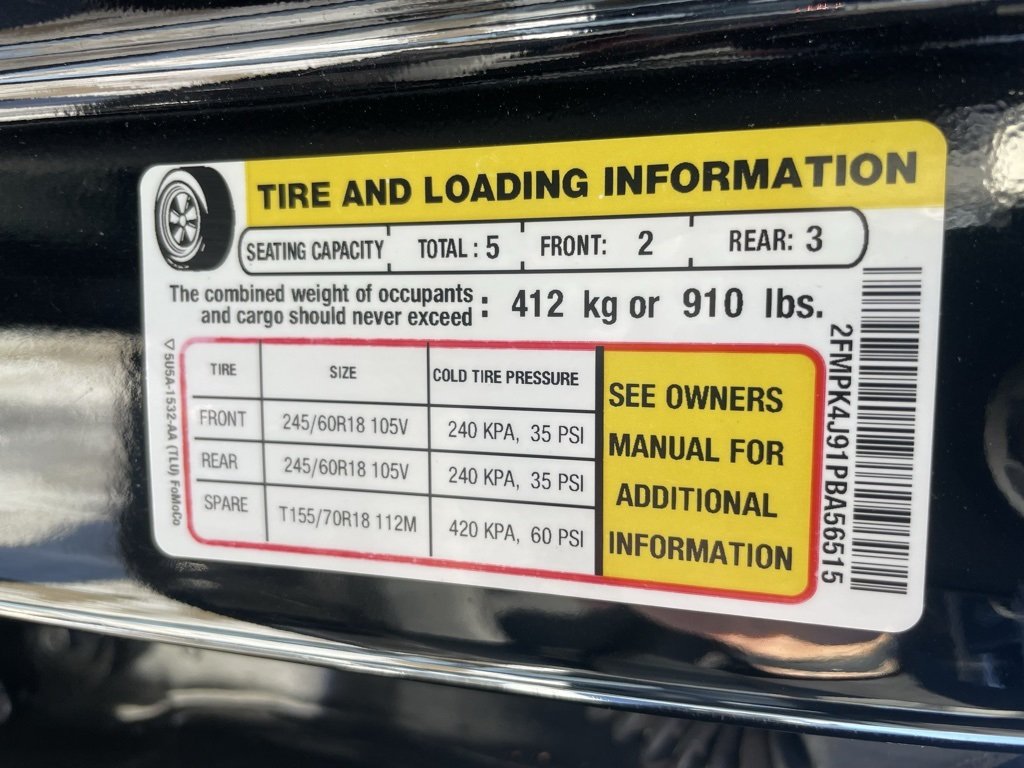 TIRE AND LOADING INFORMATION
SEATING CAPACITY TOTAL : 5 FRONT: 2 REAR: 3
The combined weight of occupants
and cargo should never exceed : 412 kg or 910 lbs.
TIRE SIZE COLD TIRE PRESSURE
FRONT 245/60R18 105V 240 KPA, 35 PSI
REAR 245/60R18 105V 240 KPA, 35 PSI
SPARE T155/70R18 112M 420 KPA, 60 PSI
SEE OWNERS
MANUAL FOR
ADDITIONAL
INFORMATION
2FMPK4J91PBA56515
▽ 5U5A-1532-AA (TLU) FoMoCo